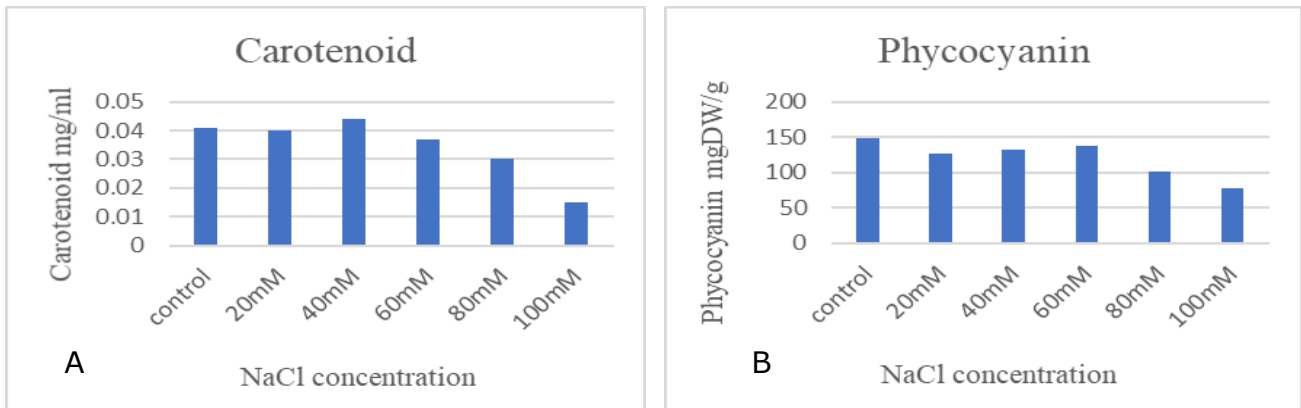 Carotenoid
Carotenoid mg/ml
0.05
0.04
0.03
0.02
0.01
0
control
20mM
40mM
60mM
80mM
100mM
A
NaCl concentration
Phycocyanin
Phycocyanin mgDW/g
200
150
100
50
0
control
20mM
40mM
60mM
80mM
100mM
B
NaCl concentration